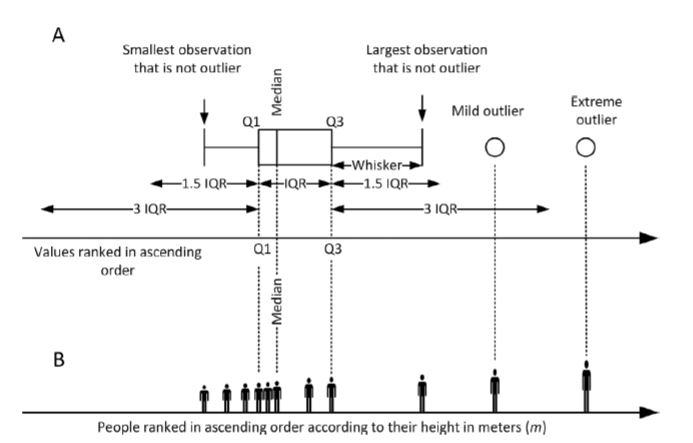 A
Smallest observation
that is not outlier
Median
Largest observation
that is not outlier
Mild outlier
Extreme
outlier
Q1
Q3
Whisker
1.5 IQR
IQR
1.5 IQR
3 IQR
3 IQR
Values ranked in ascending
order
Q1
Q3
Median
B
People ranked in ascending order according to their height in meters (m)